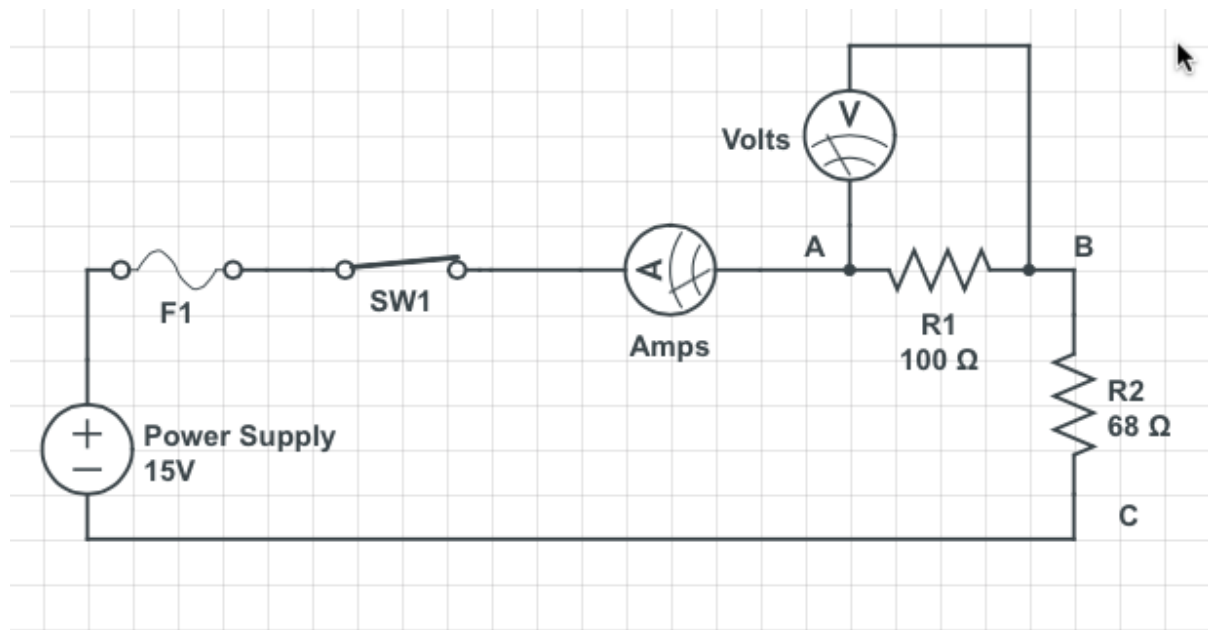 V
Volts
A
B
F1
SW1
A
Amps
R1
100 Ω
R2
68 Ω
Power Supply
15V
C